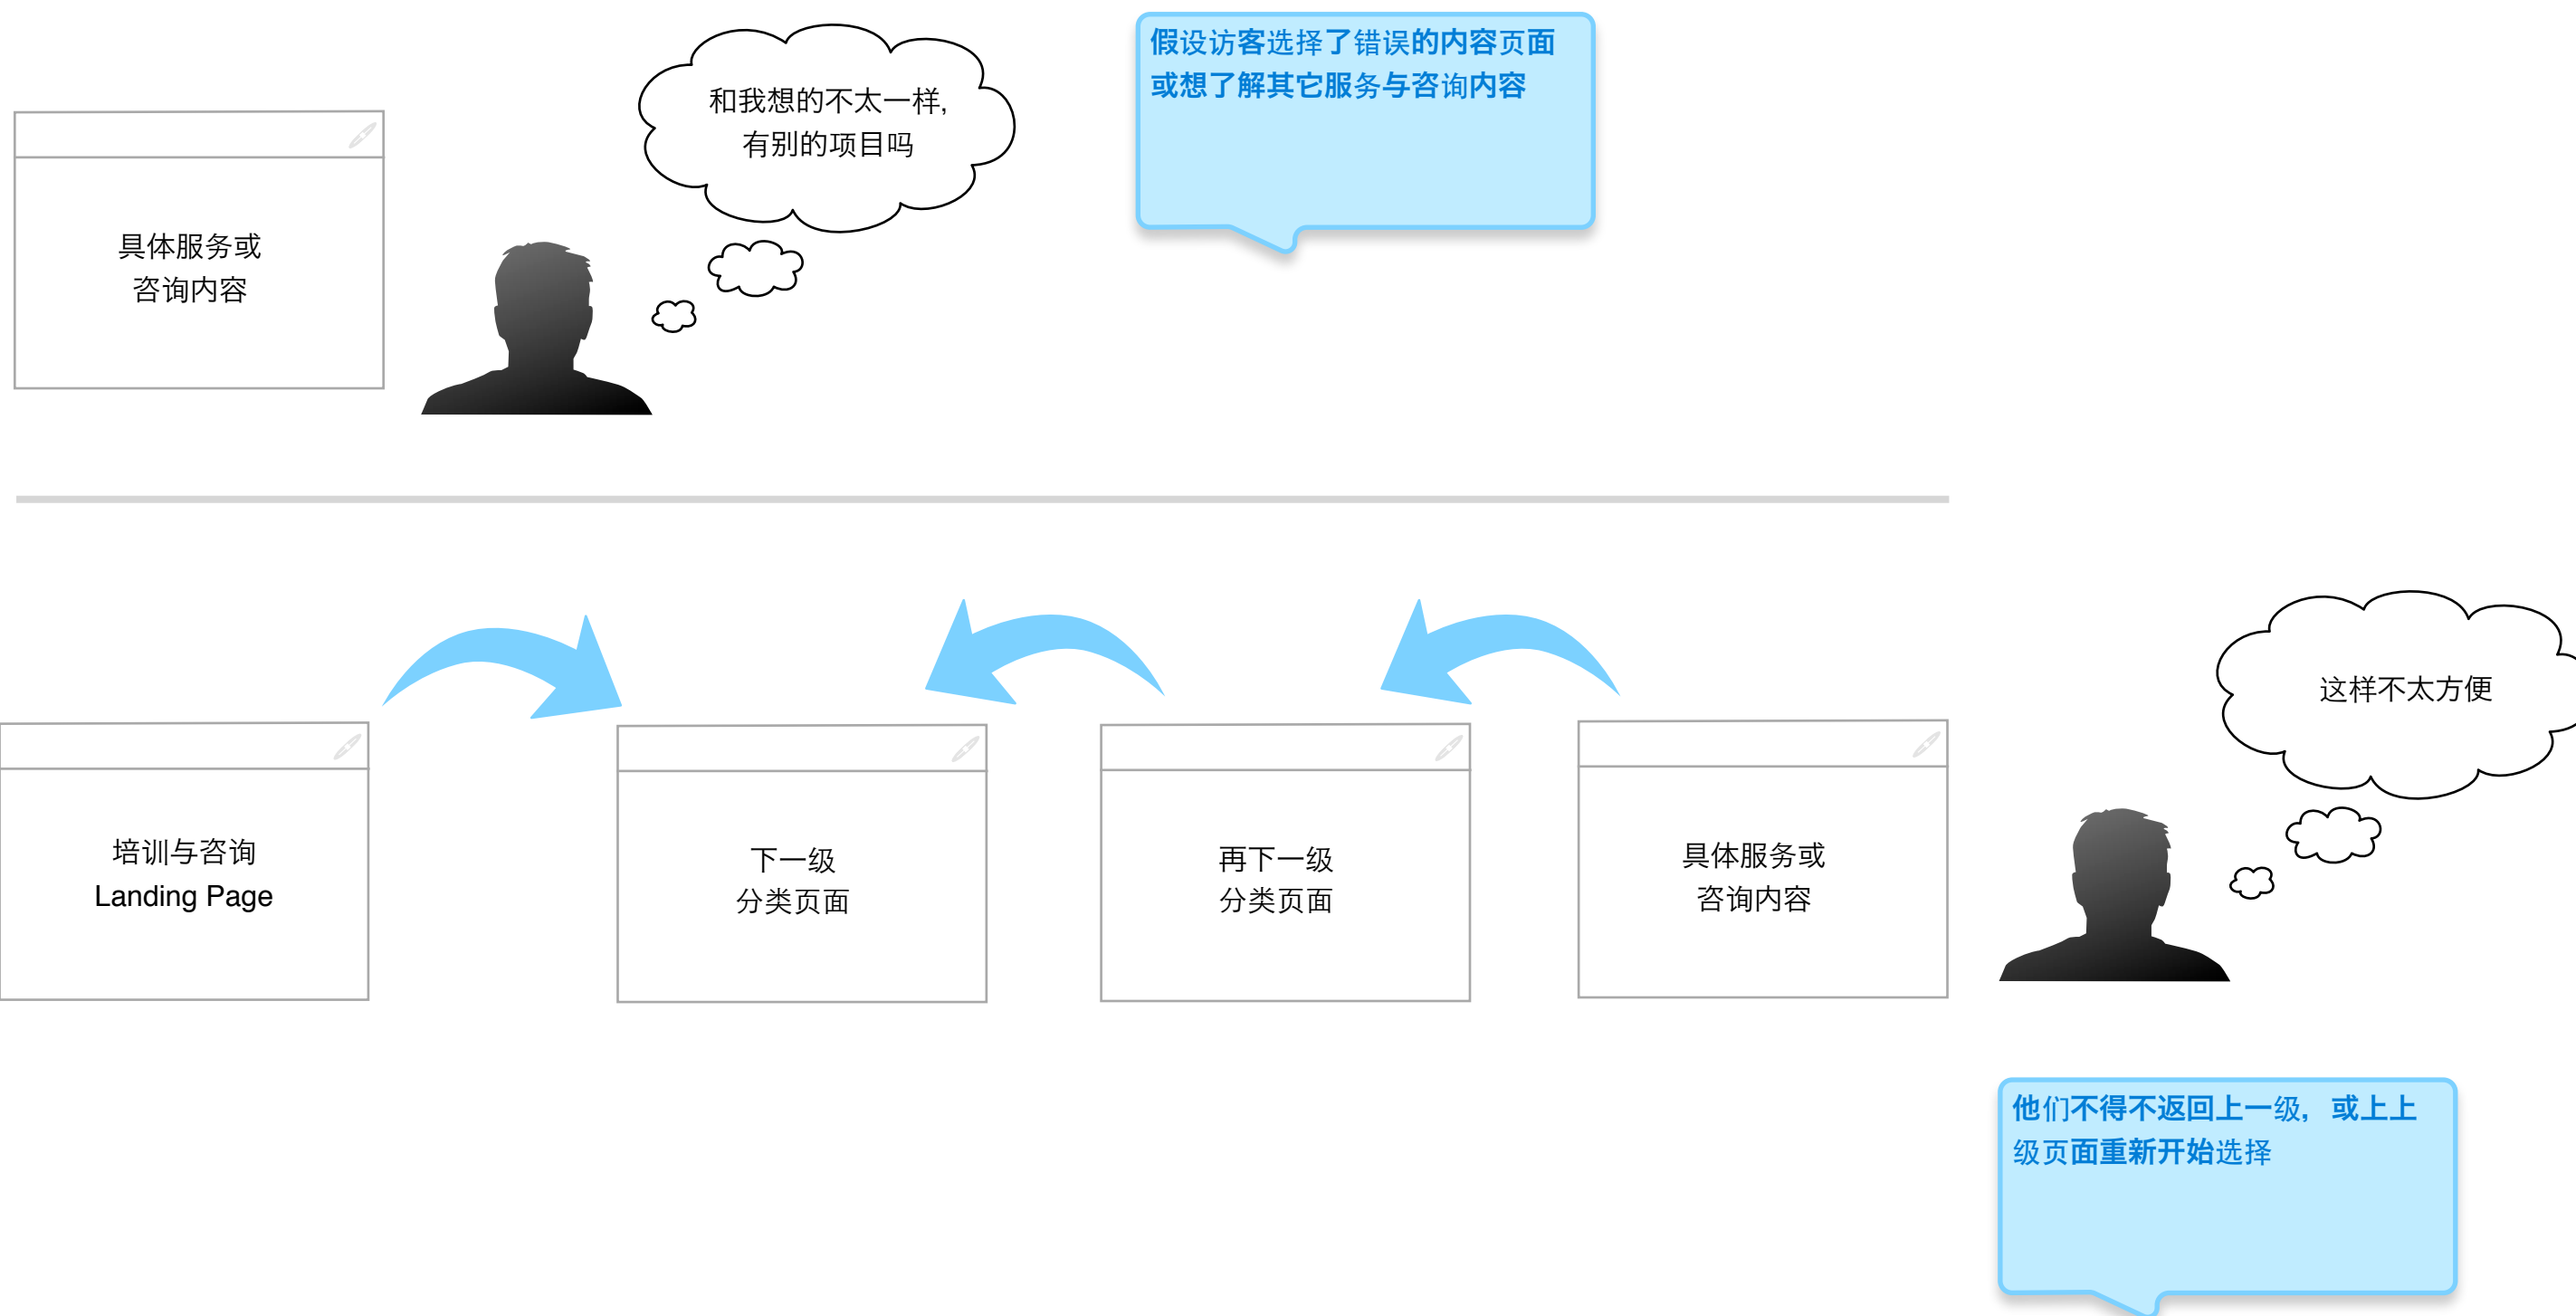 假设访客选择了错误的内容页面
或想了解其它服务与咨询内容
和我想的不太一样,
有别的项目吗
具体服务或
咨询内容
这样不太方便
培训与咨询
Landing Page
下一级
分类页面
再下一级
分类页面
具体服务或
咨询内容
他们不得不返回上一级，或上上
级页面重新开始选择